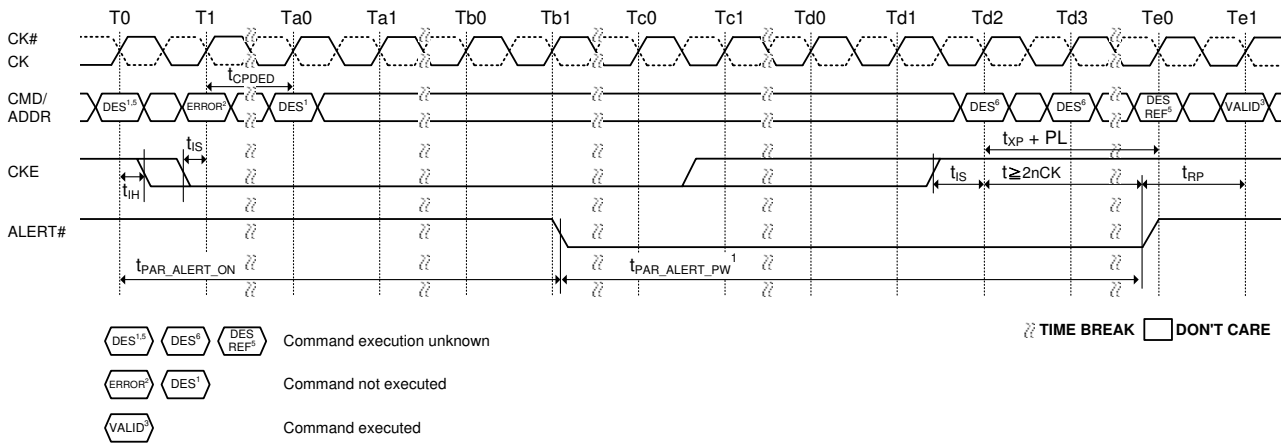 T0 T1 Ta0 Ta1 Tb0 Tb1 Tc0 Tc1 Td0 Td1 Td2 Td3 Te0 Te1
CK#
CK
tCPDED
CMD/
ADDR
DES1,5 ERROR2 DES1 DES6 DES6 DES
REF5 VALID3
tIS tXP + PL
CKE
tIH tIS t≧2nCK tRP
ALERT#
tPAR_ALERT_ON tPAR_ALERT_PW1
DES1,5 DES6 DES
REF5 Command execution unknown
TIME BREAK DON'T CARE
ERROR2 DES1 Command not executed
VALID3 Command executed